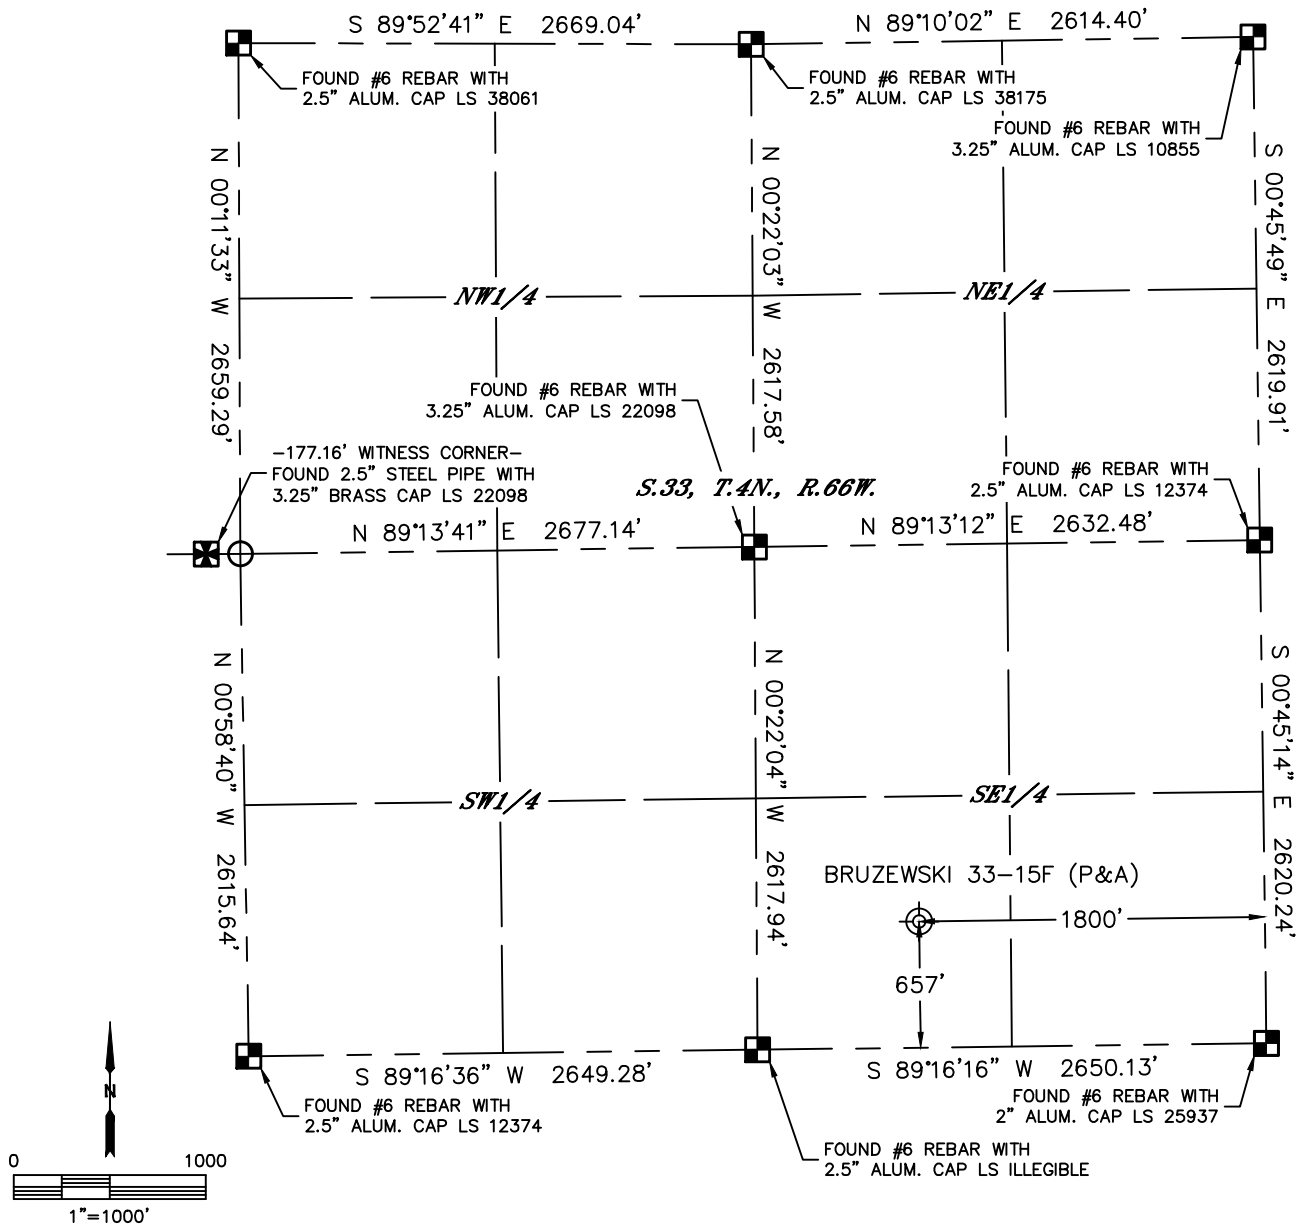 S 89°52'41" E 2669.04'
N 89°10'02" E 2614.40'
FOUND #6 REBAR WITH
2.5" ALUM. CAP LS 38061
FOUND #6 REBAR WITH
2.5" ALUM. CAP LS 38175
FOUND #6 REBAR WITH
3.25" ALUM. CAP LS 10855
N 00°11'33" W 2659.29'
N 00°22'03" W 2617.58'
S 00°45'49" E 2619.91'
NW1/4
NE1/4
FOUND #6 REBAR WITH
3.25" ALUM. CAP LS 22098
-177.16' WITNESS CORNER-
FOUND 2.5" STEEL PIPE WITH
3.25" BRASS CAP LS 22098
S.33, T.4N., R.66W.
FOUND #6 REBAR WITH
2.5" ALUM. CAP LS 12374
N 89°13'41" E 2677.14'
N 89°13'12" E 2632.48'
N 00°58'40" W 2615.64'
N 00°22'04" W 2617.94'
S 00°45'14" E 2620.24'
SW1/4
SE1/4
BRUZEWSKI 33-15F (P&A)
1800'
657'
S 89°16'36" W 2649.28'
S 89°16'16" W 2650.13'
FOUND #6 REBAR WITH
2.5" ALUM. CAP LS 12374
FOUND #6 REBAR WITH
2" ALUM. CAP LS 25937
FOUND #6 REBAR WITH
2.5" ALUM. CAP LS ILLEGIBLE
N
0 1000
1"=1000'